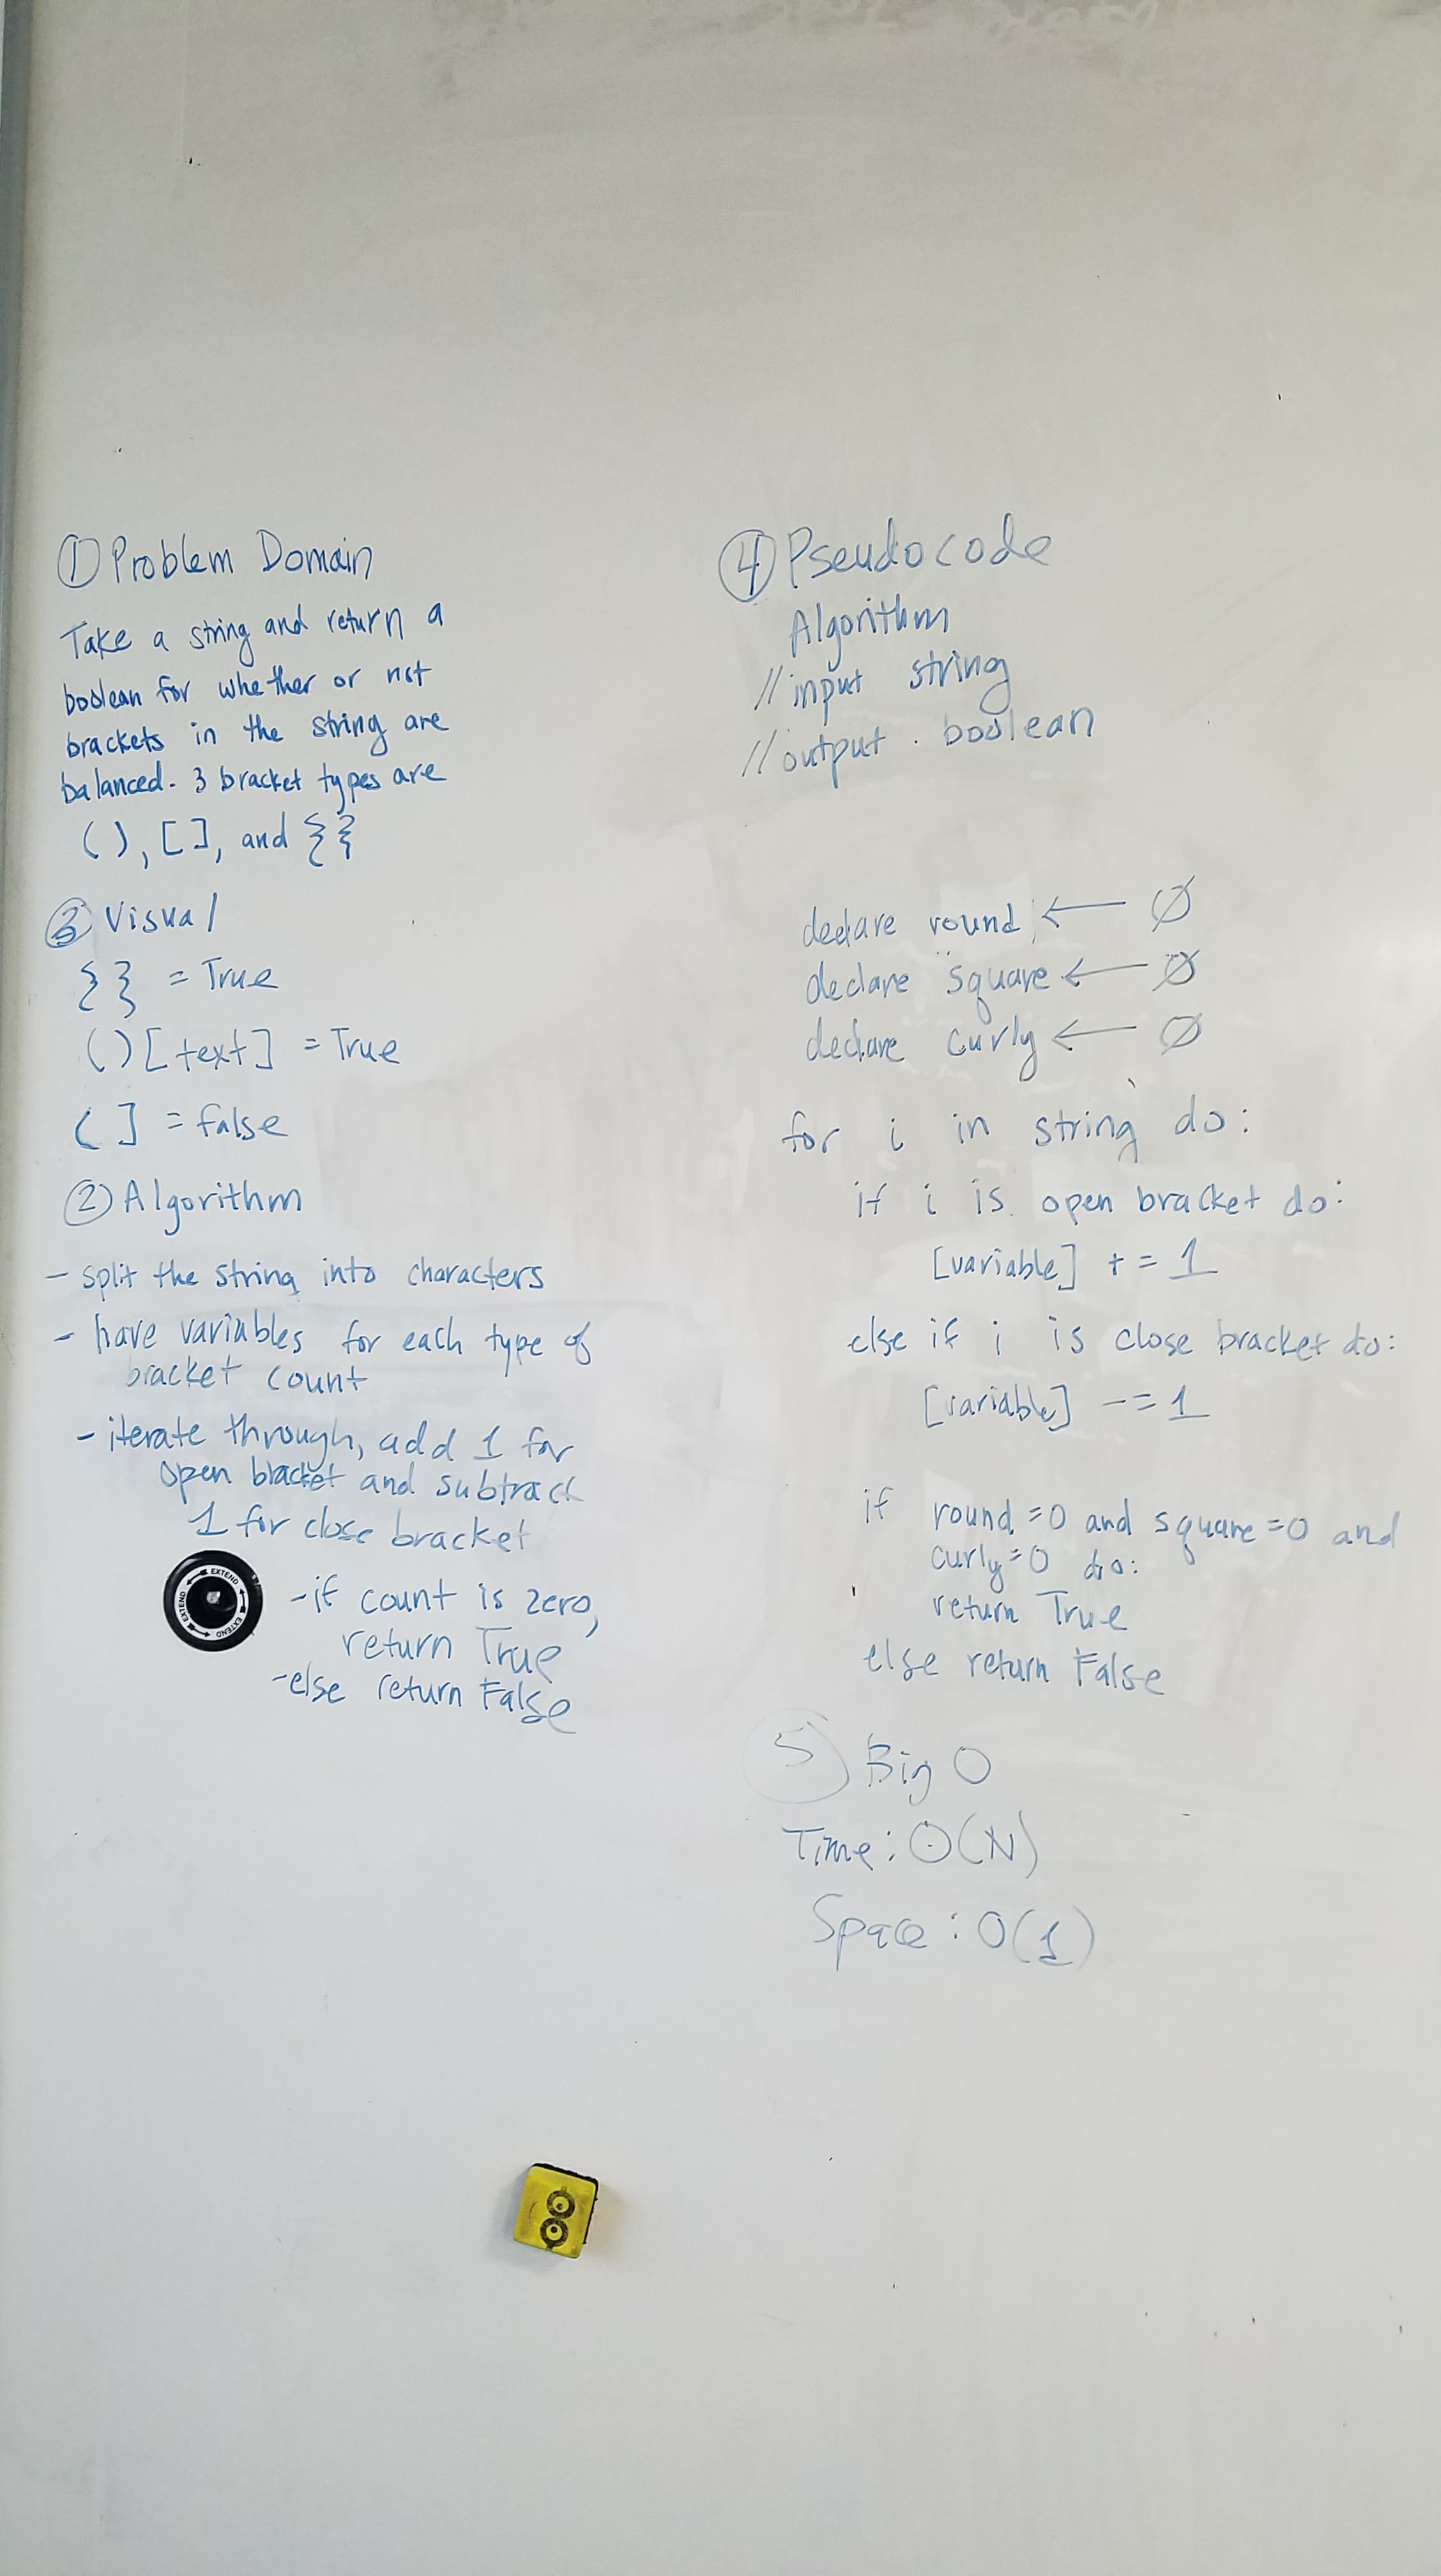 ① Problem Domain
Take a string and return a
boolean for whether or not
brackets in the string are
balanced. 3 bracket types are
( ), [ ], and { }
③ Visual
{ } = True
( ) [text] = True
( ] = false
② Algorithm
- split the string into characters
- have variables for each type of
bracket count
- iterate through, add 1 for
open bracket and subtract
1 for close bracket
- if count is zero,
return True
- else return False
EXTEND EXTEND EXTEND EXTEND
④ Pseudocode
Algorithm
// input string
// output . boolean
declare round ← Ø
declare square ← Ø
declare curly ← Ø
for i in string do:
if i is open bracket do:
[variable] += 1
else if i is close bracket do:
[variable] -= 1
if round = 0 and square = 0 and
curly = 0 do:
return True
else return False
⑤ Big O
Time: O(N)
Space: O(1)